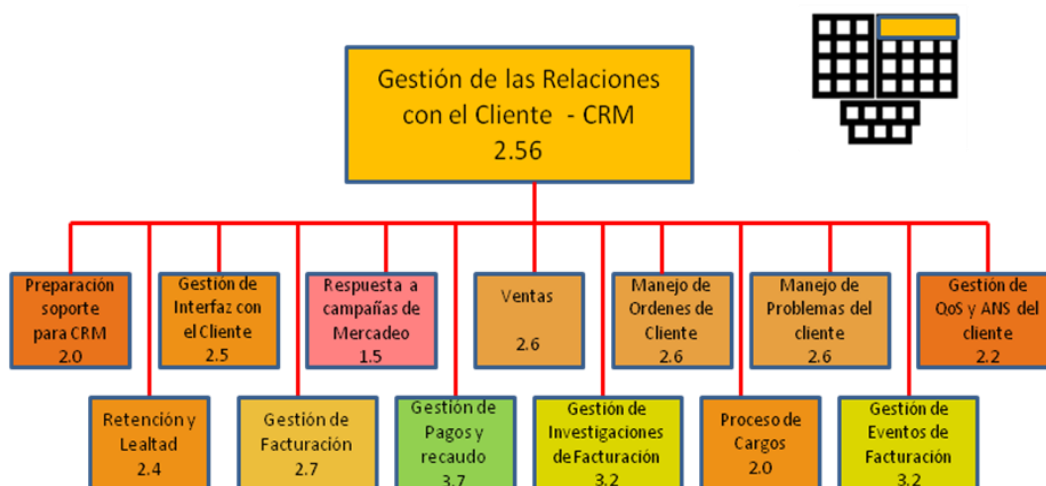 Gestión de las Relaciones
con el Cliente - CRM
2.56
Preparación
soporte
para CRM
2.0
Gestión de
Interfaz con
el Cliente
2.5
Respuesta a
campañas de
Mercadeo
1.5
Ventas
2.6
Manejo de
Ordenes de
Cliente
2.6
Manejo de
Problemas del
cliente
2.6
Gestión de
QoS y ANS del
cliente
2.2
Retención y
Lealtad
2.4
Gestión de
Facturación
2.7
Gestión de
Pagos y
recaudo
3.7
Gestión de
Investigaciones
de Facturación
3.2
Proceso de
Cargos
2.0
Gestión de
Eventos de
Facturación
3.2